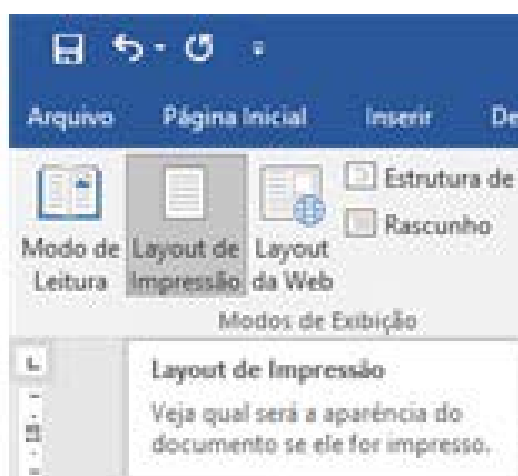 Arquivo Página Inicial Inserir De
Estrutura de
Rascunho
Modo de Leitura
Layout de Impressão
Layout da Web
Modos de Exibição
L
Layout de Impressão
Veja qual será a aparência do
documento se ele for impresso.